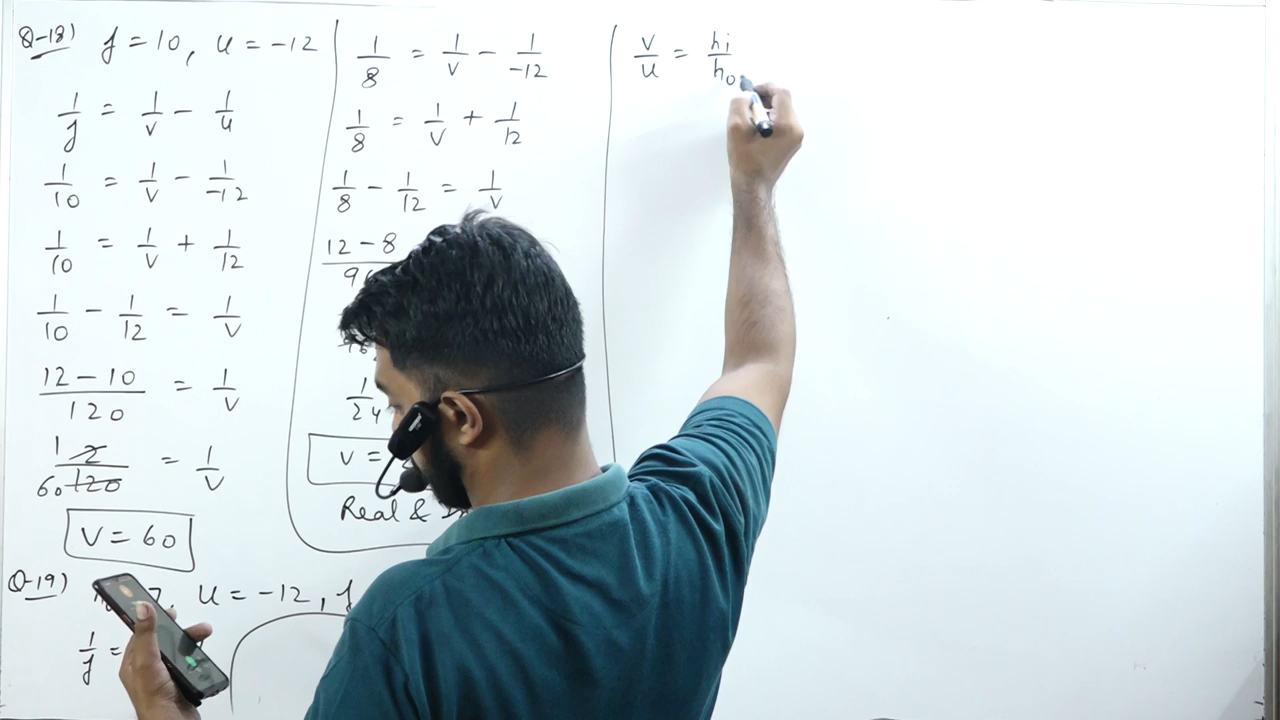 Q-18) f = 10, u = -12
1/f = 1/v - 1/u
1/10 = 1/v - 1/-12
1/10 = 1/v + 1/12
1/10 - 1/12 = 1/v
12 - 10/120 = 1/v
1 2/60 120 = 1/v
V = 60
Q-19) 7, u = -12, f
1/f =
1/8 = 1/v - 1/-12
1/8 = 1/v + 1/12
1/8 - 1/12 = 1/v
12 - 8
1/24
V =
Real &
v/u = hi/ho